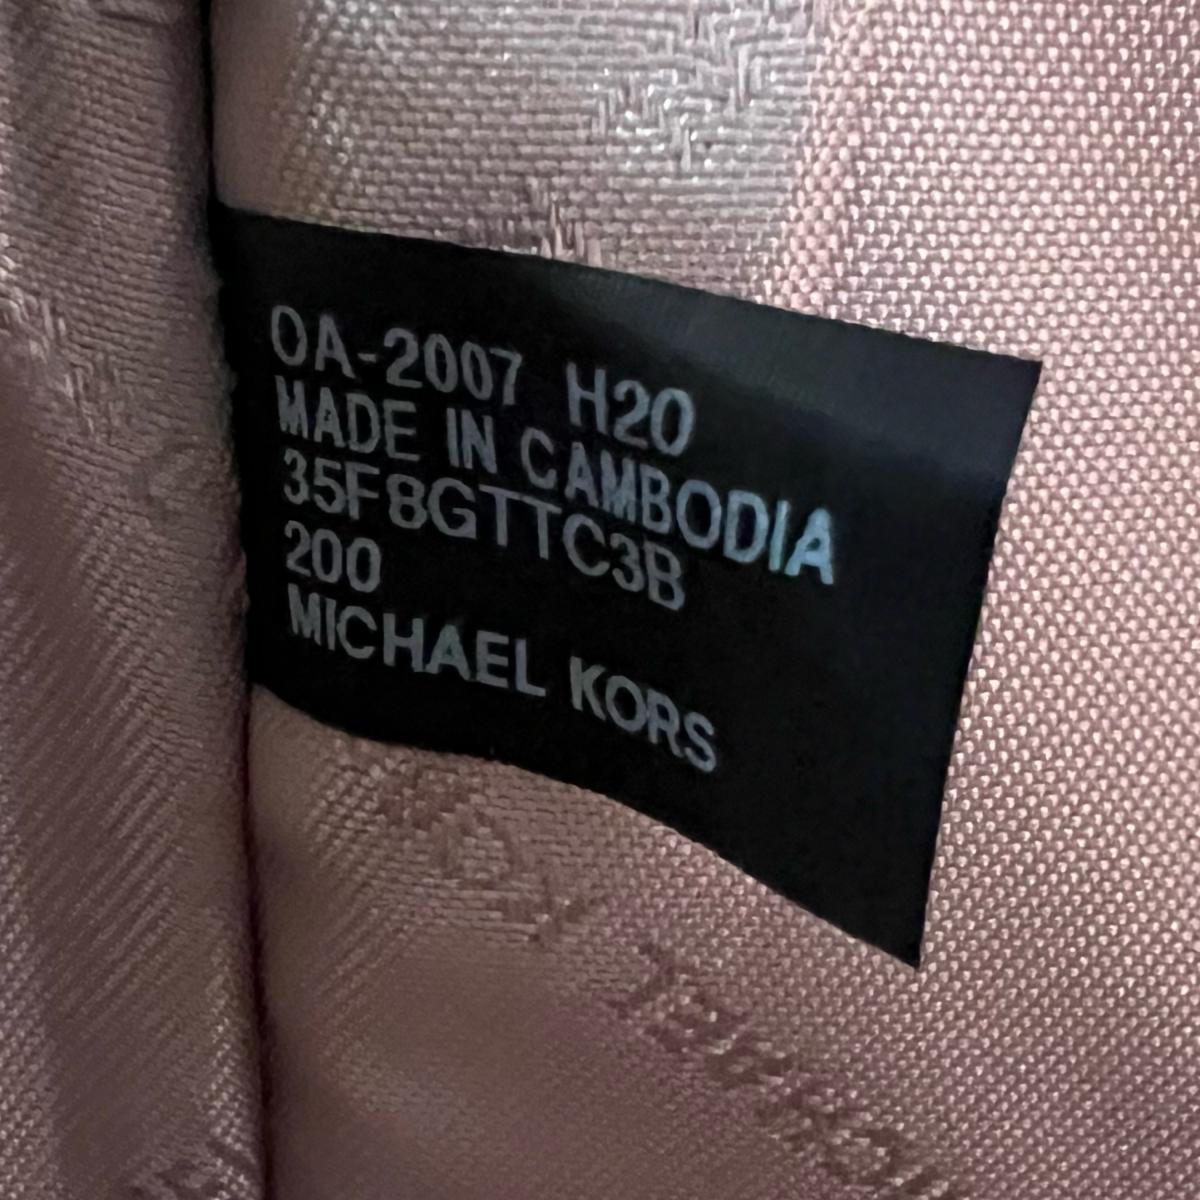 OA-2007 H20
MADE IN CAMBODIA
35F8GTTC3B
200
MICHAEL KORS